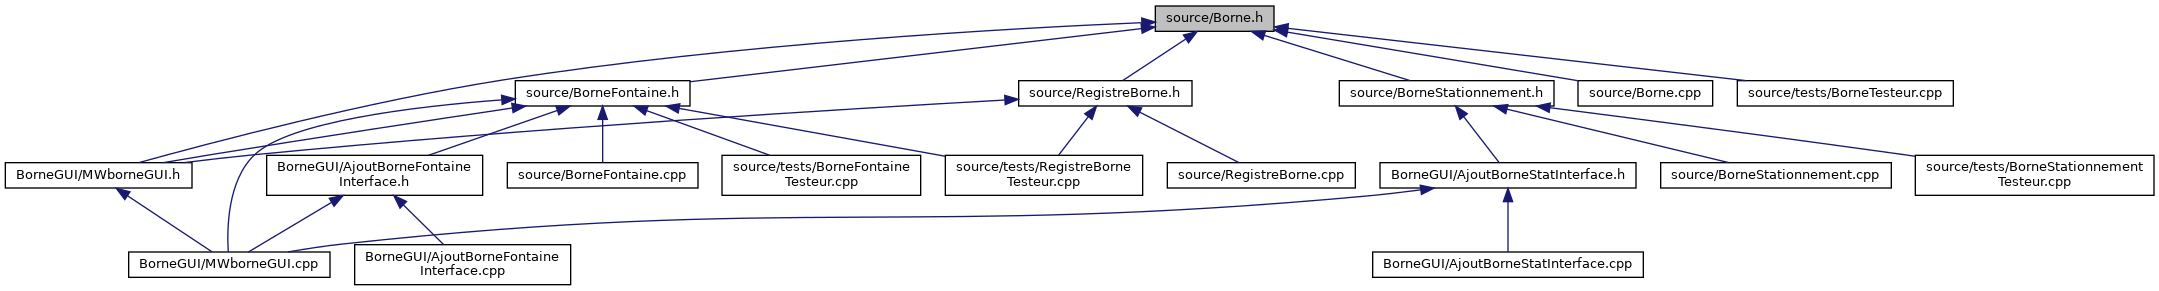 source/Borne.h
source/BorneFontaine.h
source/RegistreBorne.h
source/BorneStationnement.h
source/Borne.cpp
source/tests/BorneTesteur.cpp
BorneGUI/MWborneGUI.h
BorneGUI/AjoutBorneFontaine
Interface.h
source/BorneFontaine.cpp
source/tests/BorneFontaine
Testeur.cpp
source/tests/RegistreBorne
Testeur.cpp
source/RegistreBorne.cpp
BorneGUI/AjoutBorneStatInterface.h
source/BorneStationnement.cpp
source/tests/BorneStationnement
Testeur.cpp
BorneGUI/MWborneGUI.cpp
BorneGUI/AjoutBorneFontaine
Interface.cpp
BorneGUI/AjoutBorneStatInterface.cpp